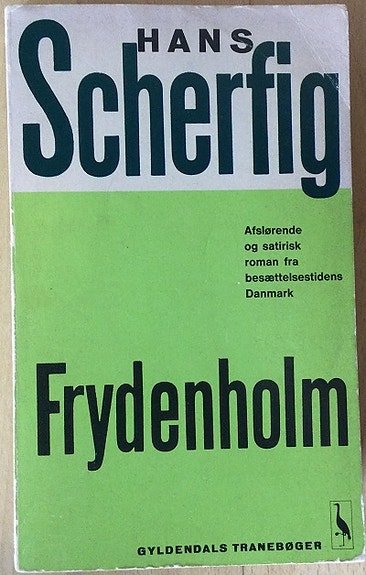 HANS
Scherfig
Afslørende
og satirisk
roman fra
besættelsestidens
Danmark
Frydenholm
GYLDENDALS TRANEBØGER